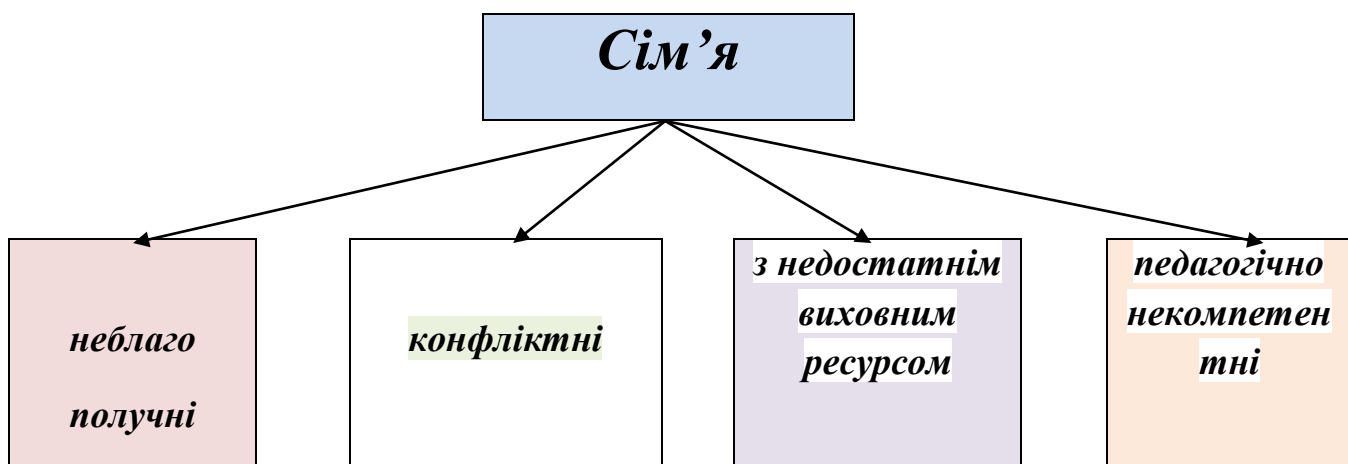 Сім’я
неблаго
получні
конфліктні
з недостатнім
виховним
ресурсом
педагогічно
некомпетен
тні